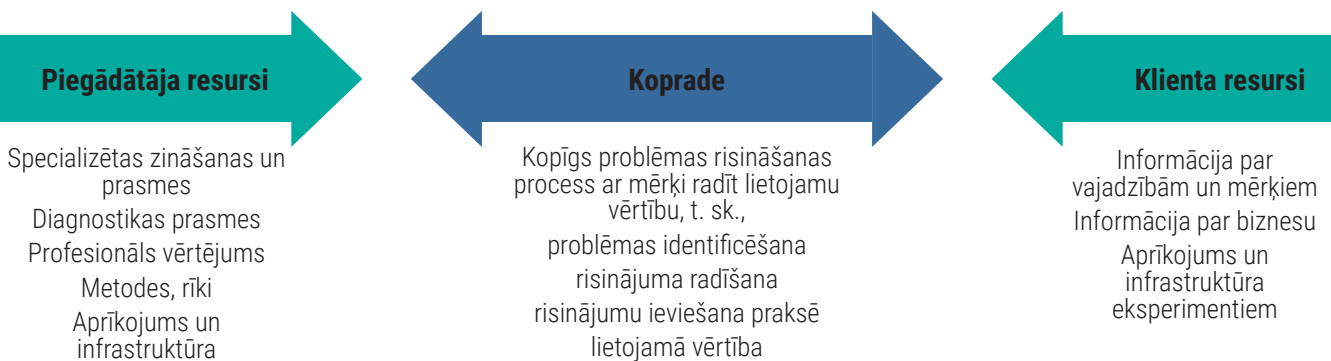 Piegādātāja resursi
Specializētas zināšanas un
prasmes
Diagnostikas prasmes
Profesionāls vērtējums
Metodes, rīki
Aprīkojums un
infrastruktūra
Koprade
Kopīgs problēmas risināšanas
process ar mērķi radīt lietojamu
vērtību, t. sk.,
problēmas identificēšana
risinājuma radīšana
risinājumu ieviešana praksē
lietojamā vērtība
Klienta resursi
Informācija par
vajadzībām un mērķiem
Informācija par biznesu
Aprīkojums un
infrastruktūra
eksperimentiem